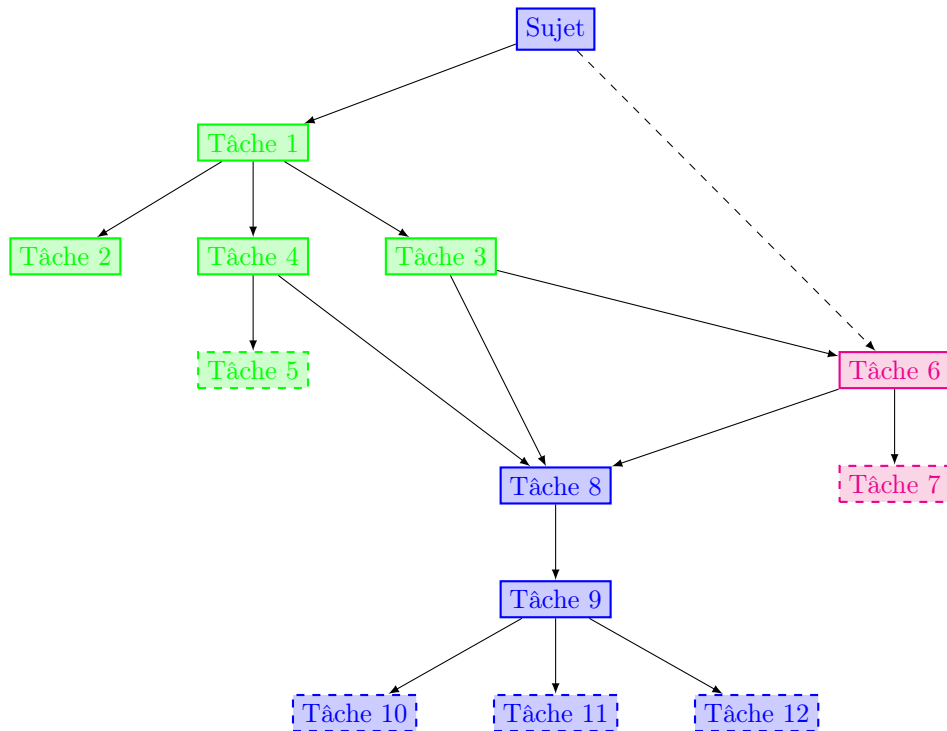 Sujet
Tâche 1
Tâche 2
Tâche 4
Tâche 3
Tâche 5
Tâche 6
Tâche 8
Tâche 7
Tâche 9
Tâche 10
Tâche 11
Tâche 12